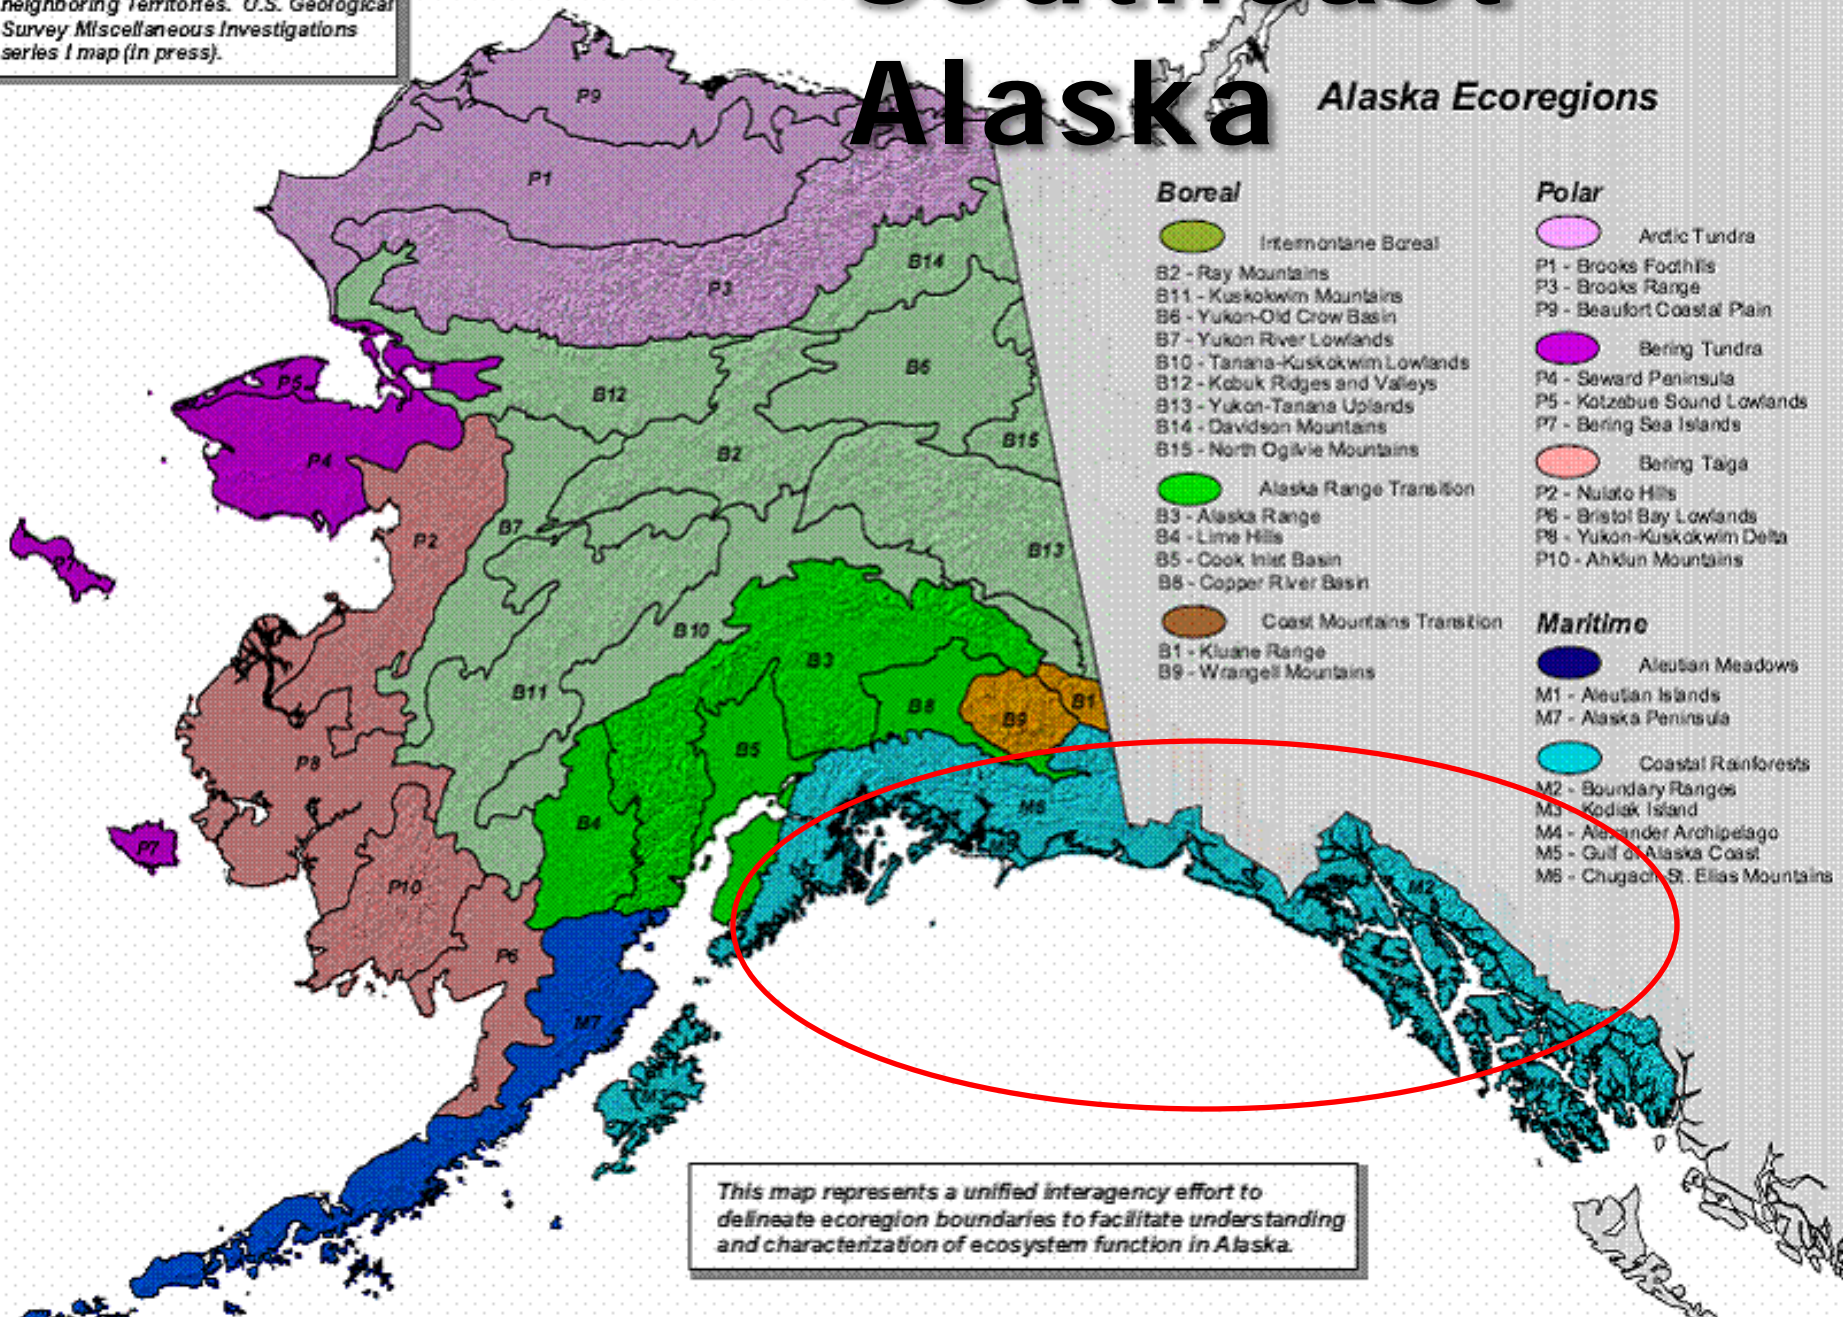 neighboring Territories. U.S. Geological
Survey Miscellaneous Investigations
series I map (in press).
Southeast
Alaska
Alaska Ecoregions
Boreal
Intermontane Boreal
B2 - Ray Mountains
B11 - Kuskokwim Mountains
B6 - Yukon-Old Crow Basin
B7 - Yukon River Lowlands
B10 - Tanana-Kuskokwim Lowlands
B12 - Kobuk Ridges and Valleys
B13 - Yukon-Tanana Uplands
B14 - Davidson Mountains
B15 - North Ogilvie Mountains
Alaska Range Transition
B3 - Alaska Range
B4 - Lime Hills
B5 - Cook Inlet Basin
B8 - Copper River Basin
Coast Mountains Transition
B1 - Kluane Range
B9 - Wrangell Mountains
Polar
Arctic Tundra
P1 - Brooks Foothills
P3 - Brooks Range
P9 - Beaufort Coastal Plain
Bering Tundra
P4 - Seward Peninsula
P5 - Kotzebue Sound Lowlands
P7 - Bering Sea Islands
Bering Taiga
P2 - Nulato Hills
P6 - Bristol Bay Lowlands
P8 - Yukon-Kuskokwim Delta
P10 - Ahklun Mountains
Maritime
Aleutian Meadows
M1 - Aleutian Islands
M7 - Alaska Peninsula
Coastal Rainforests
M2 - Boundary Ranges
M3 - Kodiak Island
M4 - Alexander Archipelago
M5 - Gulf of Alaska Coast
M6 - Chugach-St. Elias Mountains
P9
P1
P3
B14
B6
B12
P5
P4
B15
B2
B7
P2
B13
P7
B10
B3
B11
B8
B9
B1
B5
P8
B4
M6
M5
P7
P10
M2
P6
M7
M3
M4
This map represents a unified interagency effort to
delineate ecoregion boundaries to facilitate understanding
and characterization of ecosystem function in Alaska.